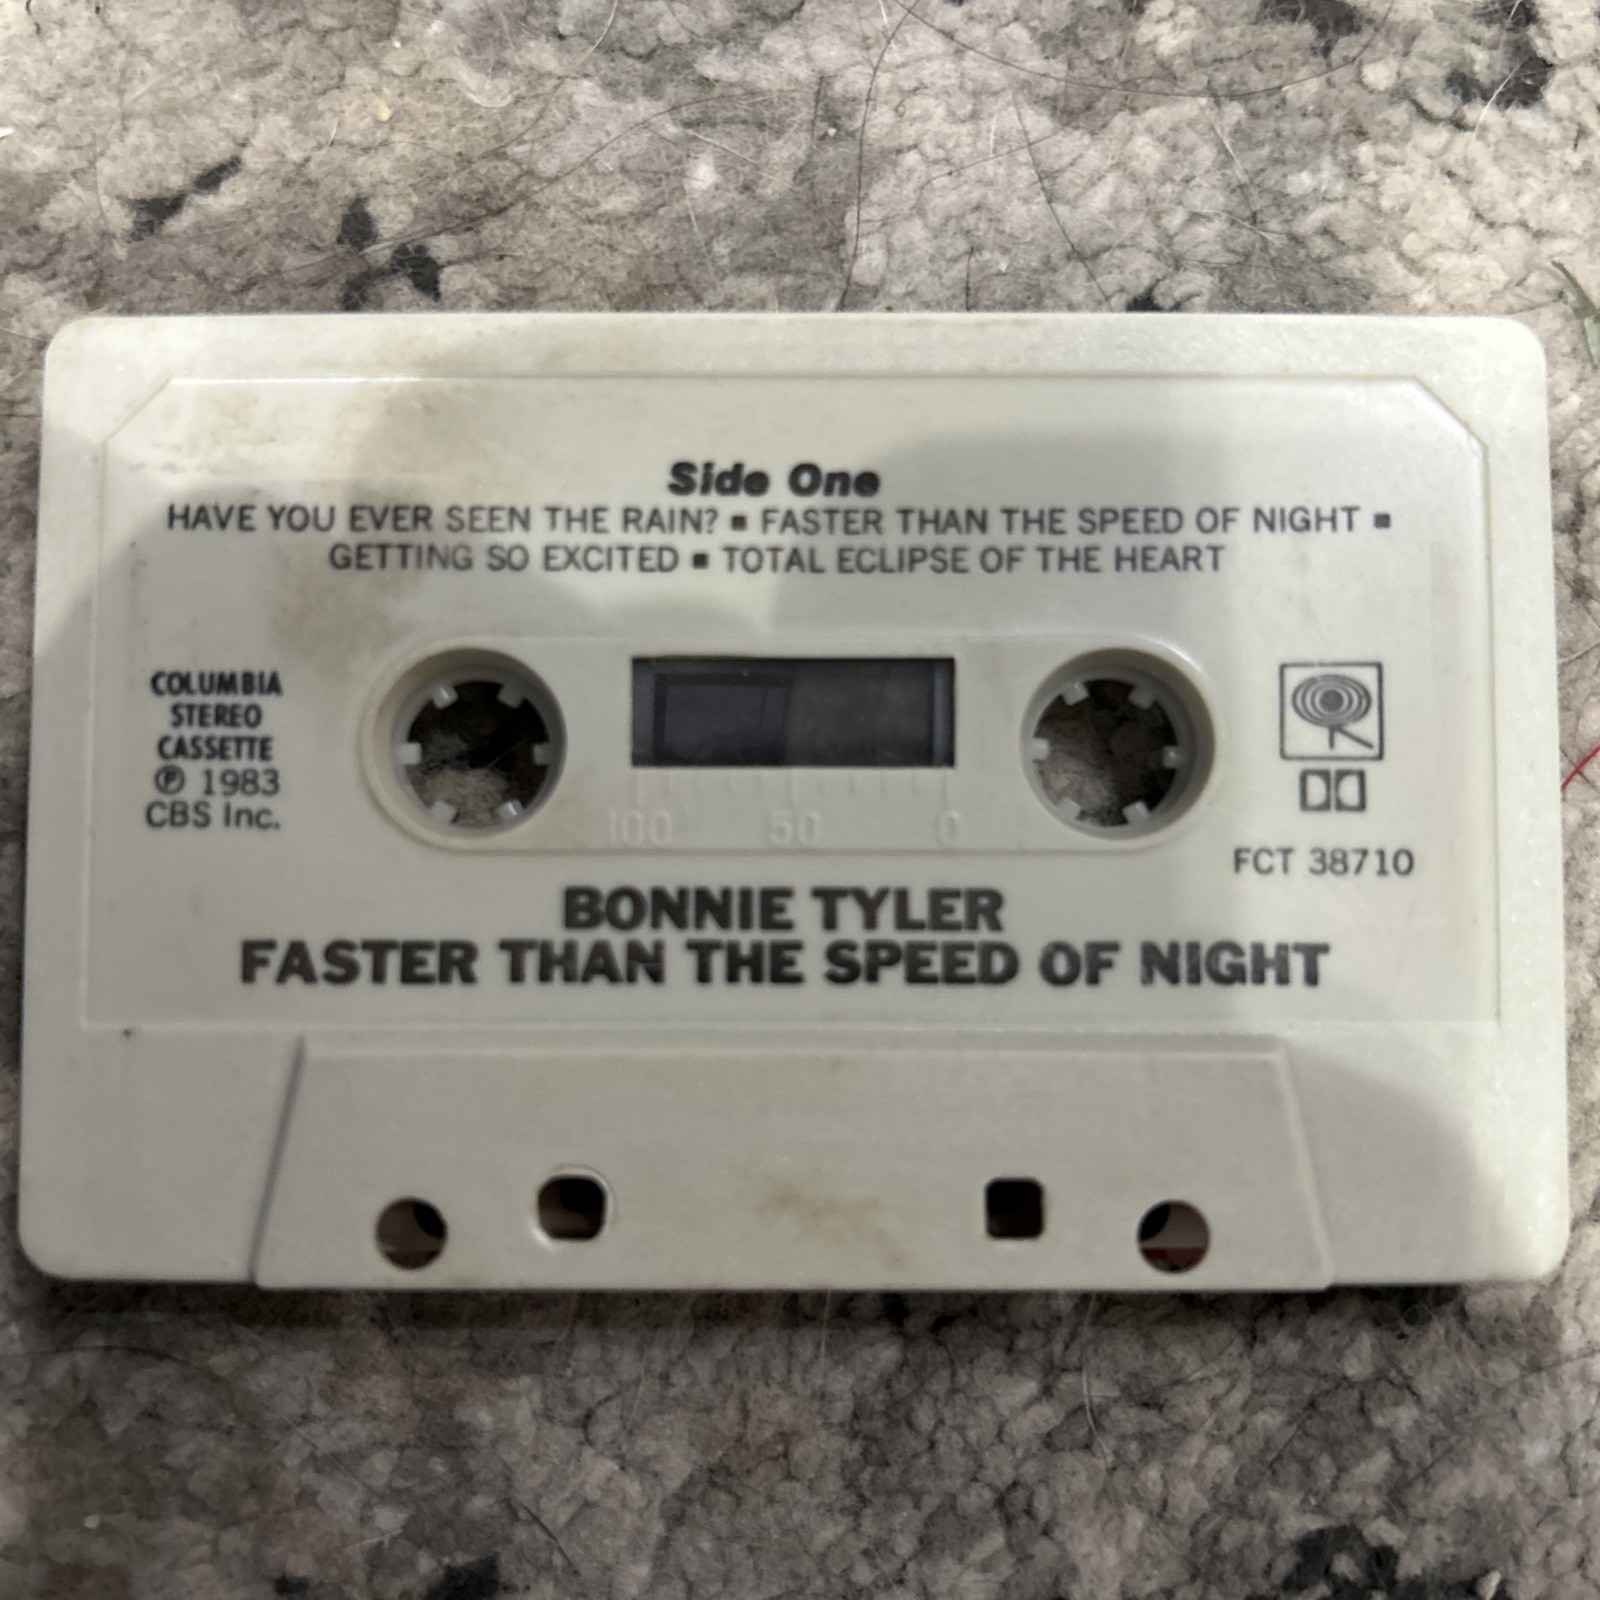 Side One
HAVE YOU EVER SEEN THE RAIN? ▪ FASTER THAN THE SPEED OF NIGHT ▪
GETTING SO EXCITED ▪ TOTAL ECLIPSE OF THE HEART
COLUMBIA
STEREO
CASSETTE
℗ 1983
CBS Inc.
100 50 0
FCT 38710
BONNIE TYLER
FASTER THAN THE SPEED OF NIGHT